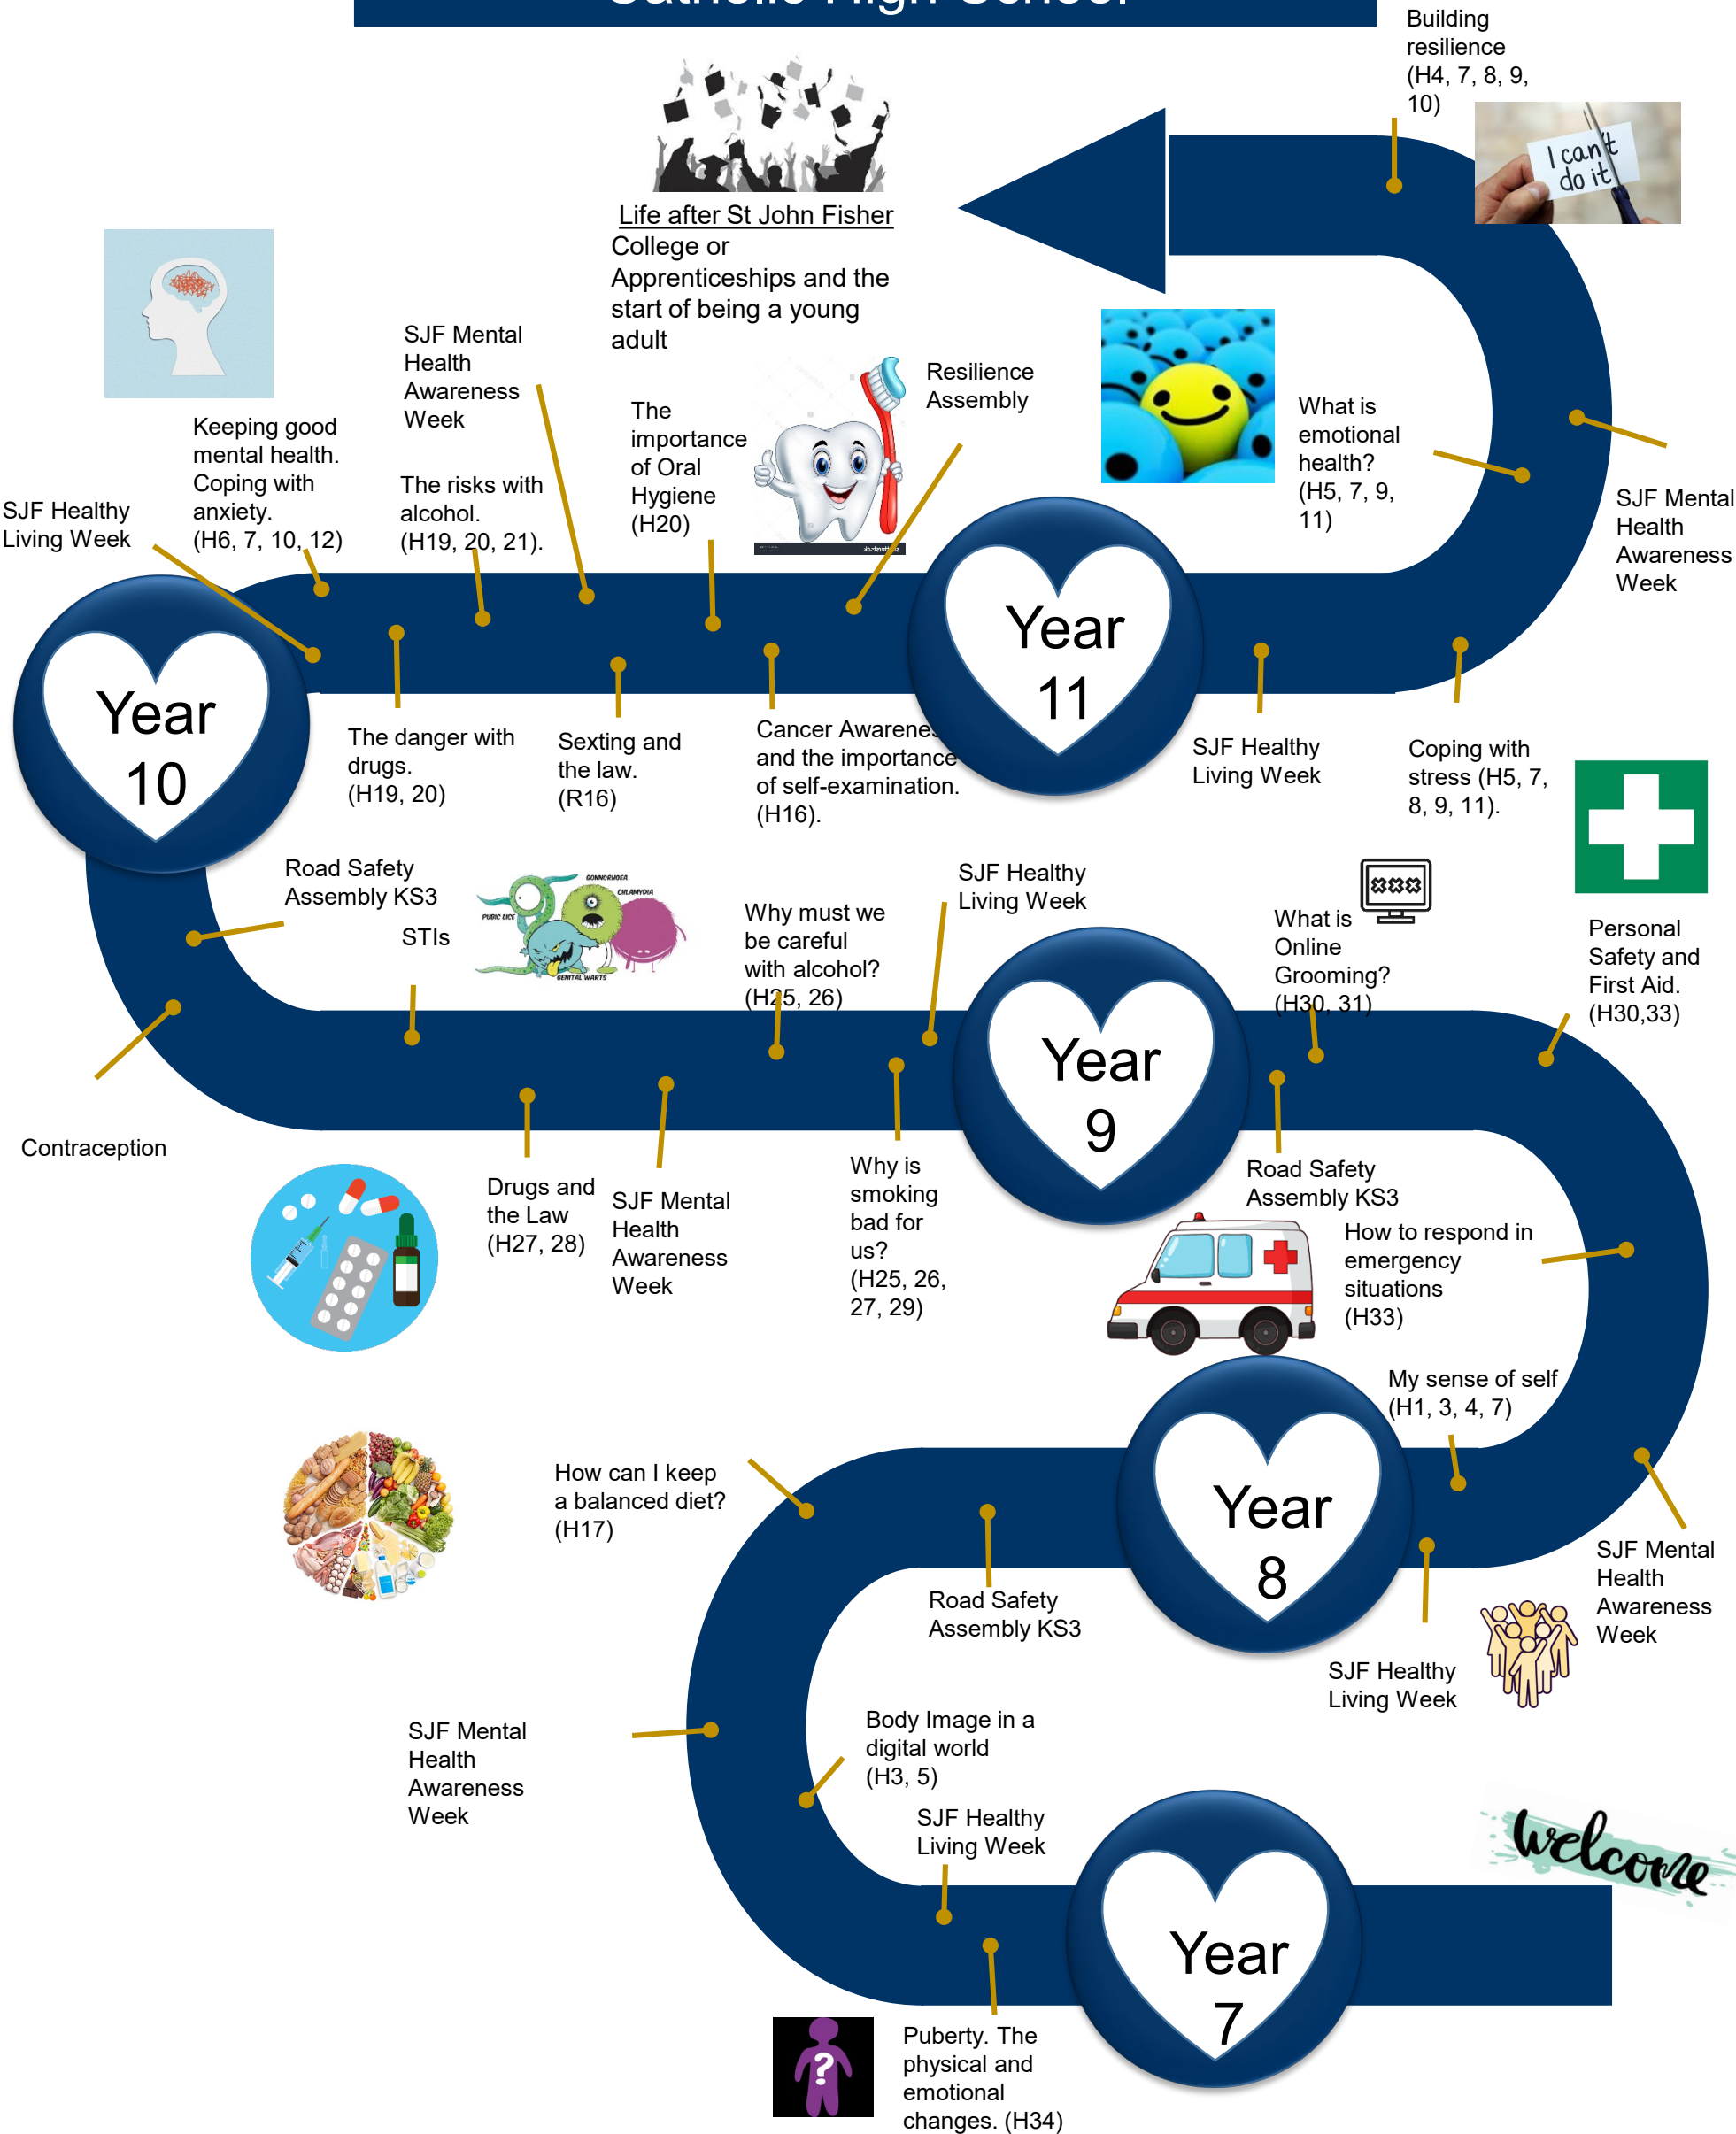 Catholic High School
Building
resilience
(H4, 7, 8, 9,
10)
I can't
do it
Life after St John Fisher
College or
Apprenticeships and the
start of being a young
adult
SJF Mental
Health
Awareness
Week
Resilience
Assembly
The
importance
of Oral
Hygiene
(H20)
What is
emotional
health?
(H5, 7, 9,
11)
Keeping good
mental health.
Coping with
anxiety.
(H6, 7, 10, 12)
The risks with
alcohol.
(H19, 20, 21).
SJF Healthy
Living Week
SJF Mental
Health
Awareness
Week
Year
11
Year
10
The danger with
drugs.
(H19, 20)
Sexting and
the law.
(R16)
Cancer Awarenes
and the importance
of self-examination.
(H16).
SJF Healthy
Living Week
Coping with
stress (H5, 7,
8, 9, 11).
Road Safety
Assembly KS3
STIs
GONNORHOEA
CHLAMYDIA
PUBIC LICE
GENITAL WARTS
Why must we
be careful
with alcohol?
(H25, 26)
SJF Healthy
Living Week
What is
Online
Grooming?
(H30, 31)
Personal
Safety and
First Aid.
(H30,33)
Year
9
Contraception
Drugs and
the Law
(H27, 28)
SJF Mental
Health
Awareness
Week
Why is
smoking
bad for
us?
(H25, 26,
27, 29)
Road Safety
Assembly KS3
How to respond in
emergency
situations
(H33)
My sense of self
(H1, 3, 4, 7)
How can I keep
a balanced diet?
(H17)
Year
8
Road Safety
Assembly KS3
SJF Mental
Health
Awareness
Week
SJF Healthy
Living Week
SJF Mental
Health
Awareness
Week
Body Image in a
digital world
(H3, 5)
SJF Healthy
Living Week
welcome
Year
7
?
Puberty. The
physical and
emotional
changes. (H34)